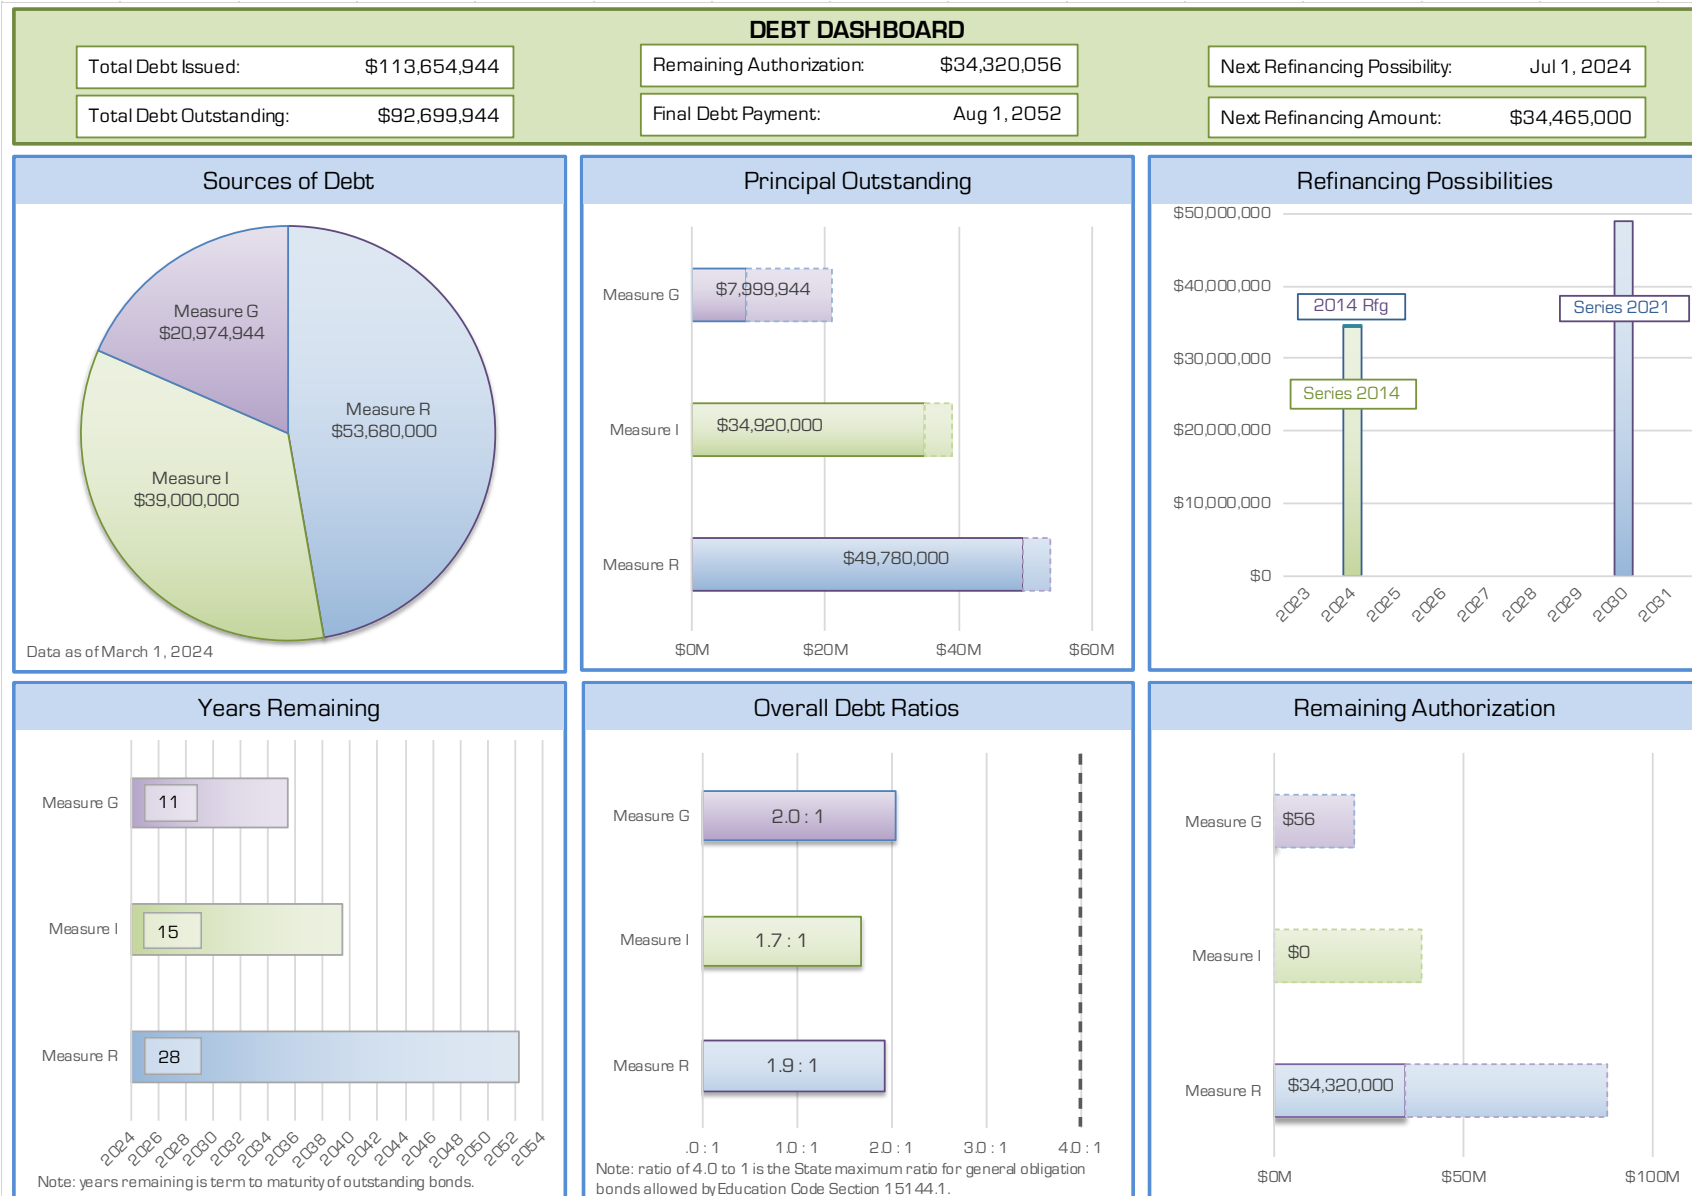 DEBT DASHBOARD
Total Debt Issued: $113,654,944
Remaining Authorization: $34,320,056
Next Refinancing Possibility: Jul 1, 2024
Total Debt Outstanding: $92,699,944
Final Debt Payment: Aug 1, 2052
Next Refinancing Amount: $34,465,000
Sources of Debt
Measure G
$20,974,944
Measure R
$53,680,000
Measure I
$39,000,000
Data as of March 1, 2024
Principal Outstanding
Measure G $7,999,944
Measure I $34,920,000
Measure R $49,780,000
$0M $20M $40M $60M
Refinancing Possibilities
$50,000,000
$40,000,000
2014 Rfg
Series 2021
$30,000,000
Series 2014
$20,000,000
$10,000,000
$0
2023 2024 2025 2026 2027 2028 2029 2030 2031
Years Remaining
Measure G 11
Measure I 15
Measure R 28
2024 2026 2028 2030 2032 2034 2036 2038 2040 2042 2044 2046 2048 2050 2052 2054
Note: years remaining is term to maturity of outstanding bonds.
Overall Debt Ratios
Measure G 2.0 : 1
Measure I 1.7 : 1
Measure R 1.9 : 1
.0 : 1 1.0 : 1 2.0 : 1 3.0 : 1 4.0 : 1
Note: ratio of 4.0 to 1 is the State maximum ratio for general obligation
bonds allowed by Education Code Section 15144.1.
Remaining Authorization
Measure G $56
Measure I $0
Measure R $34,320,000
$0M $50M $100M